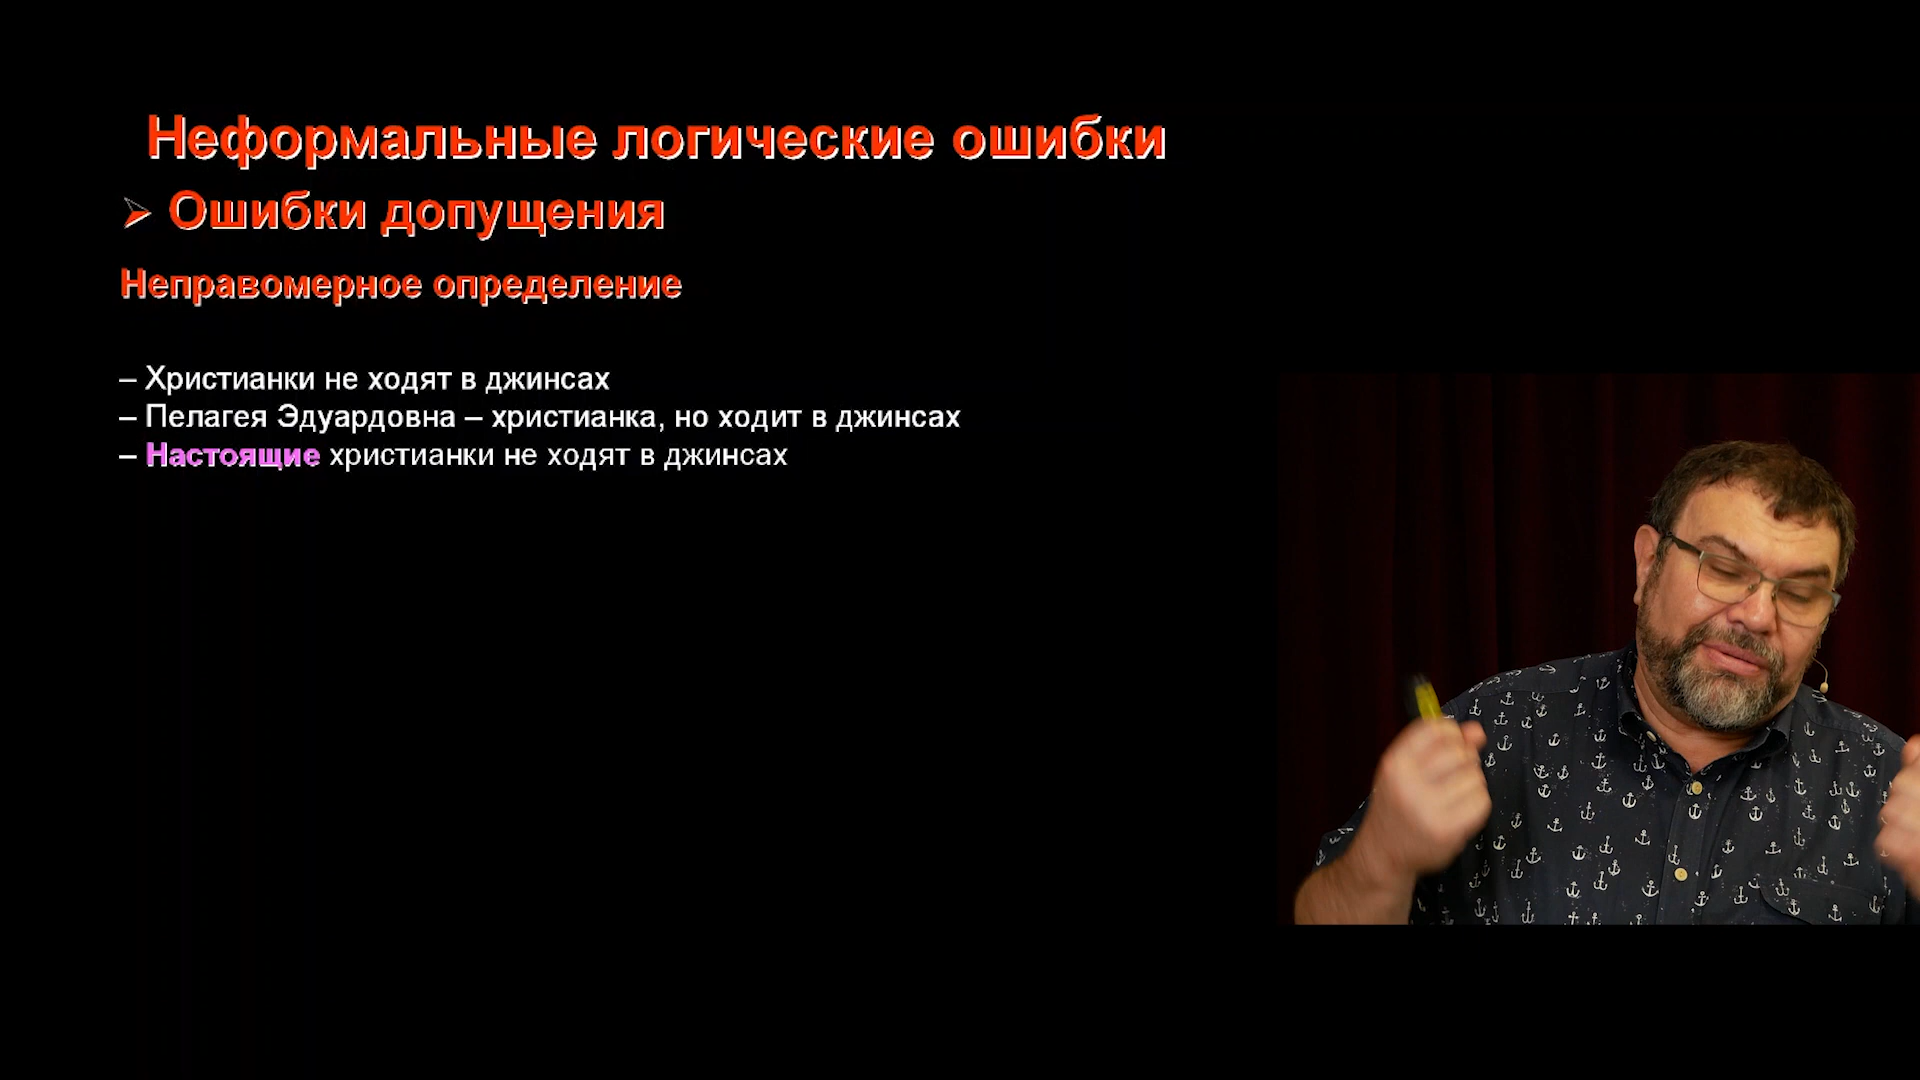 Неформальные логические ошибки
➢ Ошибки допущения
Неправомерное определение
– Христианки не ходят в джинсах
– Пелагея Эдуардовна – христианка, но ходит в джинсах
– Настоящие христианки не ходят в джинсах